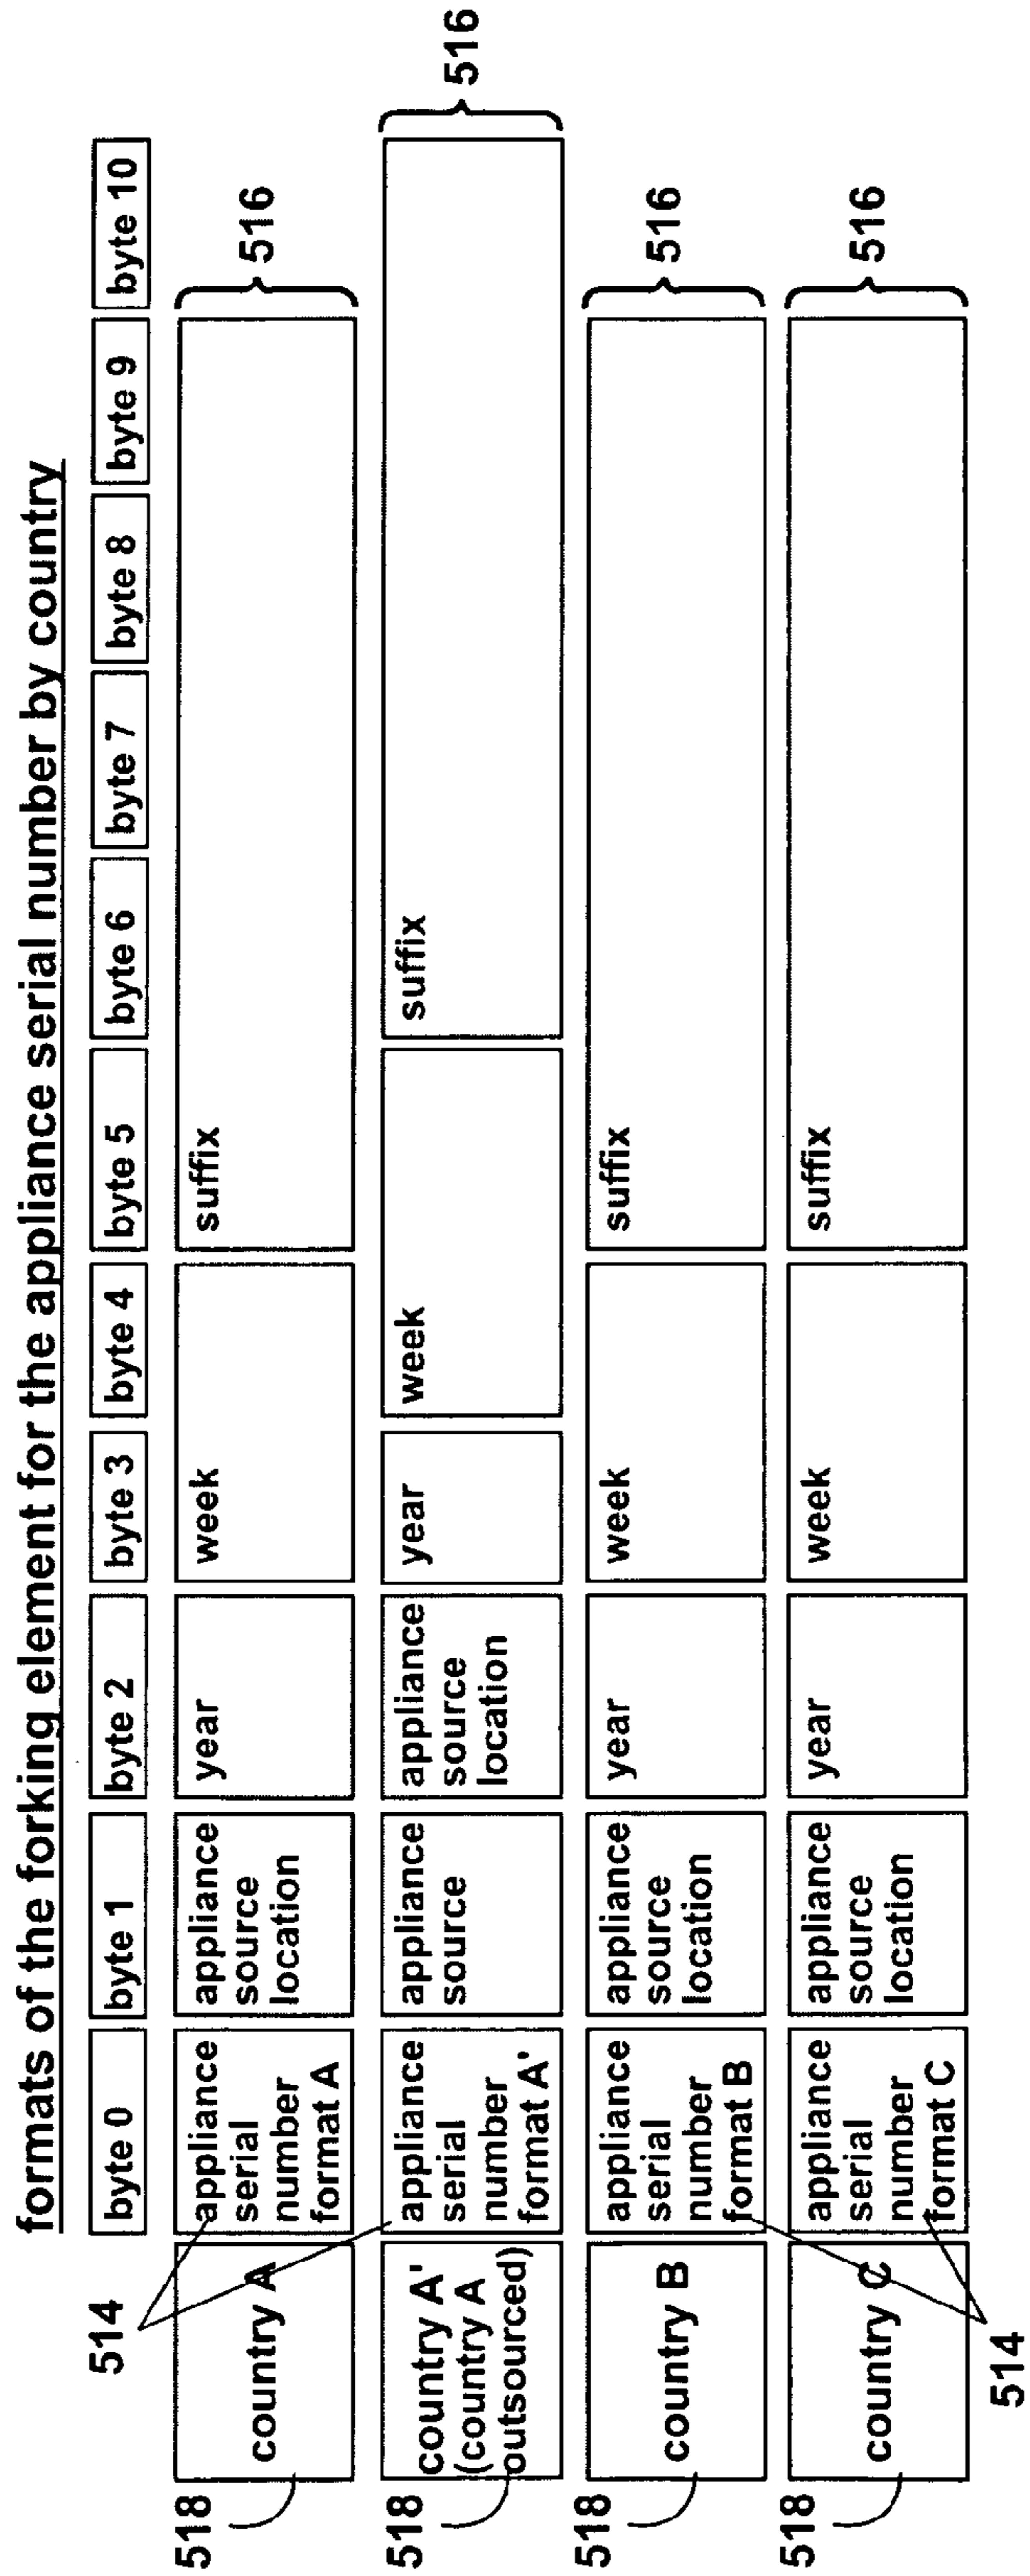 formats of the forking element for the appliance serial number by country
byte 0
byte 1
byte 2
byte 3
byte 4
byte 5
byte 6
byte 7
byte 8
byte 9
byte 10
514
518
country A
appliance
serial
number
format A
appliance
source
location
year
week
suffix
516
518
country A'
(country A
outsourced)
appliance
serial
number
format A'
appliance
source
appliance
source
location
year
week
suffix
516
518
country B
appliance
serial
number
format B
appliance
source
location
year
week
suffix
516
518
country C
appliance
serial
number
format C
appliance
source
location
year
week
suffix
516
514